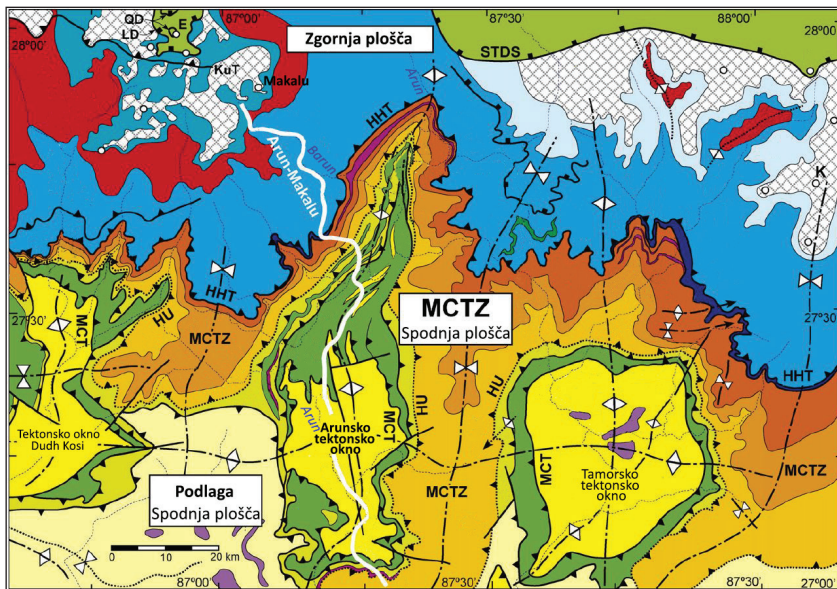 87°00'
87°30'
88°00'
28°00'
28°00'
QD
E
LD
Zgornja plošča
STDS
KuT
Makalu
Arun
HHT
Barun
Arun-Makalu
K
HHT
27°30'
MCT
HU
MCTZ
MCTZ
Spodnja plošča
27°30'
HHT
HU
HU
Arun
Arunsko
tektonsko
okno
MCT
Tektonsko okno
Dudh Kosi
MCT
Tamorsko
tektonsko
okno
MCTZ
MCTZ
Podlaga
Spodnja plošča
0 5 10 20 km
87°00'
87°30'
87°30'
27°00'